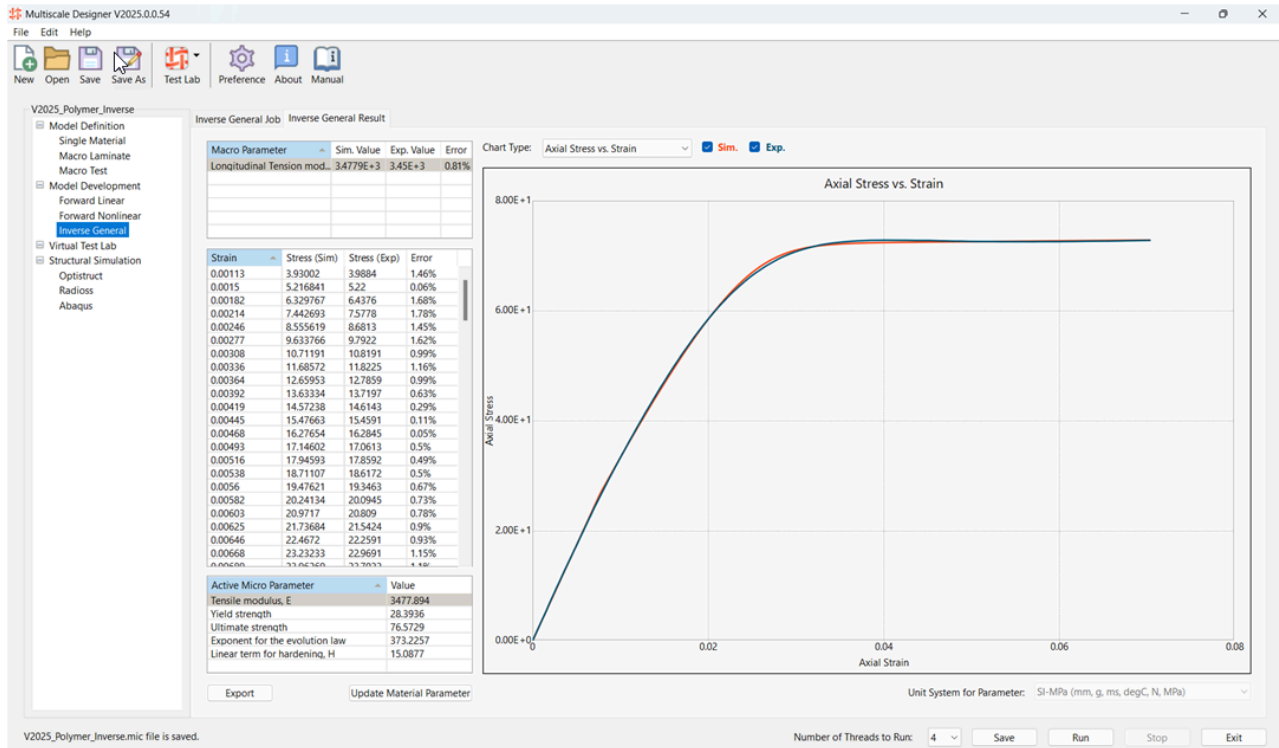 Multiscale Designer V2025.0.0.54
File Edit Help
New Open Save Save As Test Lab Preference About Manual
V2025_Polymer_Inverse
Model Definition
Single Material
Macro Laminate
Macro Test
Model Development
Forward Linear
Forward Nonlinear
Inverse General
Virtual Test Lab
Structural Simulation
Optistruct
Radioss
Abaqus
Inverse General Job Inverse General Result
Macro Parameter Sim. Value Exp. Value Error
Longitudinal Tension mod... 3.4779E+3 3.45E+3 0.81%
Strain Stress (Sim) Stress (Exp) Error
0.00113 3.93002 3.9884 1.46%
0.0015 5.216841 5.22 0.06%
0.00182 6.329767 6.4376 1.68%
0.00214 7.442693 7.5778 1.78%
0.00246 8.555619 8.6813 1.45%
0.00277 9.633766 9.7922 1.62%
0.00308 10.71191 10.8191 0.99%
0.00336 11.68572 11.8225 1.16%
0.00364 12.65953 12.7859 0.99%
0.00392 13.63334 13.7197 0.63%
0.00419 14.57238 14.6143 0.29%
0.00445 15.47663 15.4591 0.11%
0.00468 16.27654 16.2845 0.05%
0.00493 17.14602 17.0613 0.5%
0.00516 17.94593 17.8592 0.49%
0.00538 18.71107 18.6172 0.5%
0.0056 19.47621 19.3463 0.67%
0.00582 20.24134 20.0945 0.73%
0.00603 20.9717 20.809 0.78%
0.00625 21.73684 21.5424 0.9%
0.00646 22.4672 22.2591 0.93%
0.00668 23.23233 22.9691 1.15%
Active Micro Parameter Value
Tensile modulus, E 3477.894
Yield strength 28.3936
Ultimate strength 76.5729
Exponent for the evolution law 373.2257
Linear term for hardening, H 15.0877
Export Update Material Parameter
Chart Type: Axial Stress vs. Strain Sim. Exp.
Axial Stress vs. Strain
8.00E+1
6.00E+1
4.00E+1
2.00E+1
0.00E+0
Axial Stress
0 0.02 0.04 0.06 0.08
Axial Strain
Unit System for Parameter: SI-MPa (mm, g, ms, degC, N, MPa)
V2025_Polymer_Inverse.mic file is saved.
Number of Threads to Run: 4 Save Run Stop Exit